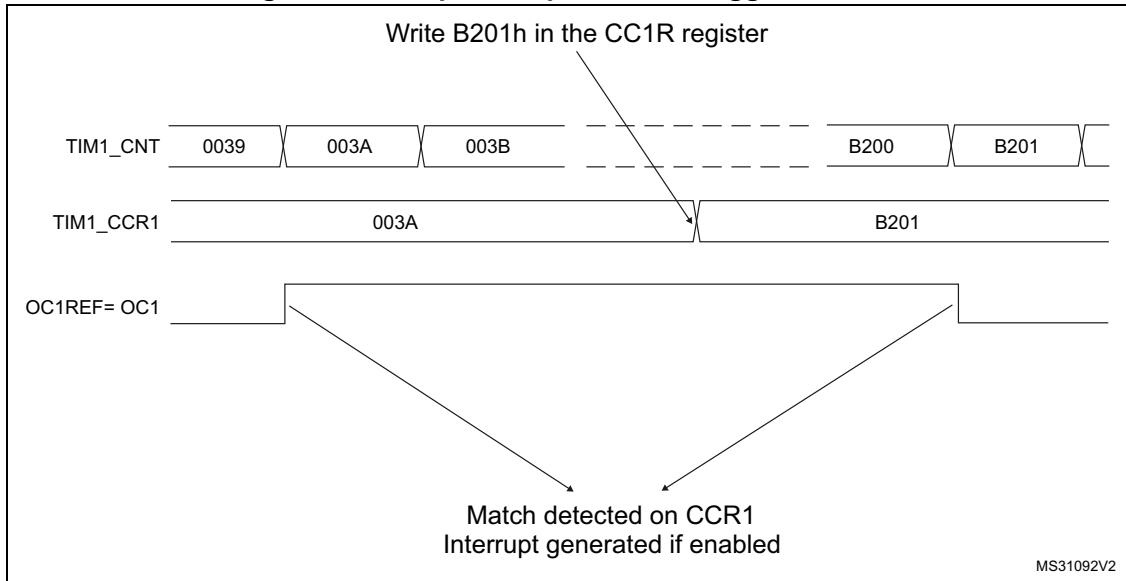 Write B201h in the CC1R register
TIM1_CNT 0039 003A 003B B200 B201
TIM1_CCR1 003A B201
OC1REF= OC1
Match detected on CCR1
Interrupt generated if enabled
MS31092V2